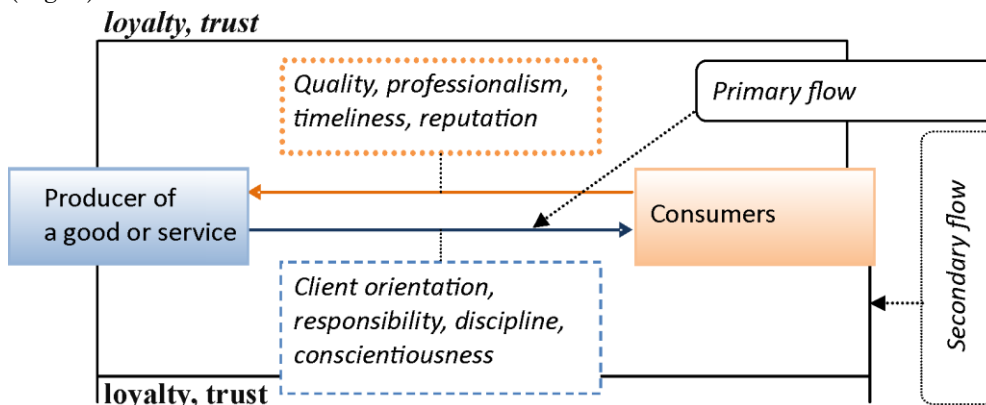 loyalty, trust
Quality, professionalism,
timeliness, reputation
Primary flow
Producer of
a good or service
Consumers
Client orientation,
responsibility, discipline,
conscientiousness
Secondary flow
loyalty, trust